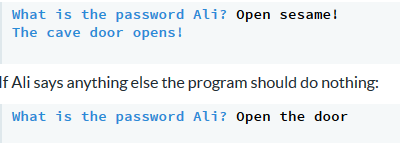 What is the password Ali? Open sesame!
The cave door opens!
If Ali says anything else the program should do nothing:
What is the password Ali? Open the door